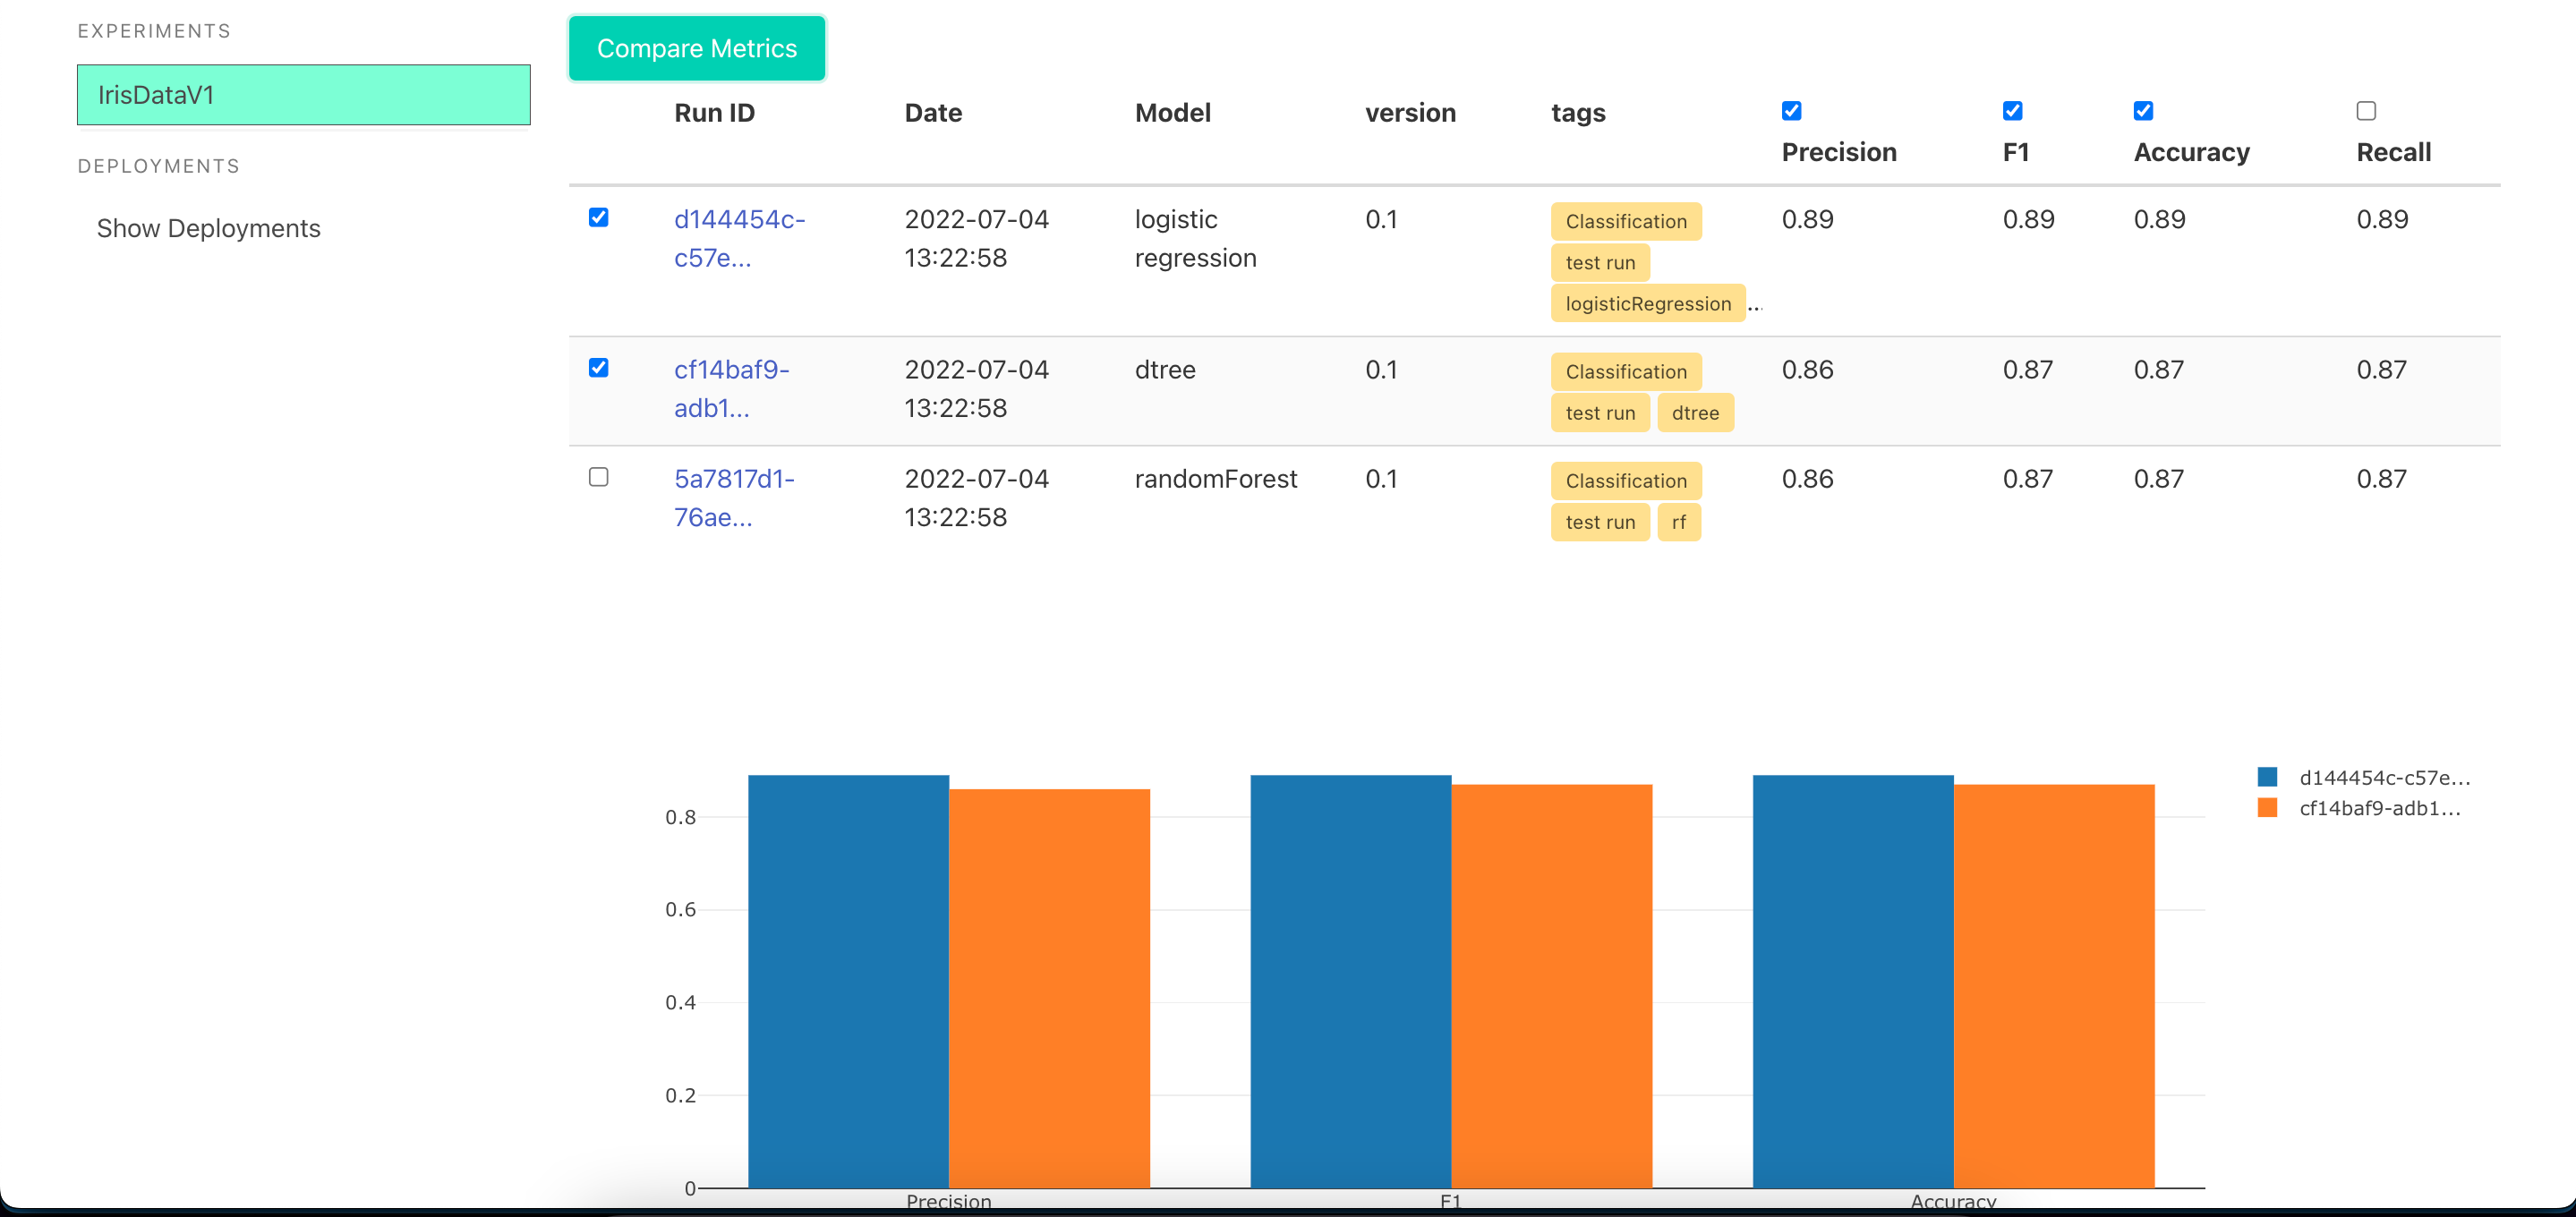 EXPERIMENTS
IrisDataV1
DEPLOYMENTS
Show Deployments
Compare Metrics
Run ID Date Model version tags Precision F1 Accuracy Recall
d144454c- 2022-07-04 logistic 0.1 Classification 0.89 0.89 0.89 0.89
c57e... 13:22:58 regression test run
logisticRegression ...
cf14baf9- 2022-07-04 dtree 0.1 Classification 0.86 0.87 0.87 0.87
adb1... 13:22:58 test run dtree
5a7817d1- 2022-07-04 randomForest 0.1 Classification 0.86 0.87 0.87 0.87
76ae... 13:22:58 test run rf
d144454c-c57e...
cf14baf9-adb1...
0.8
0.6
0.4
0.2
0
Precision F1 Accuracy